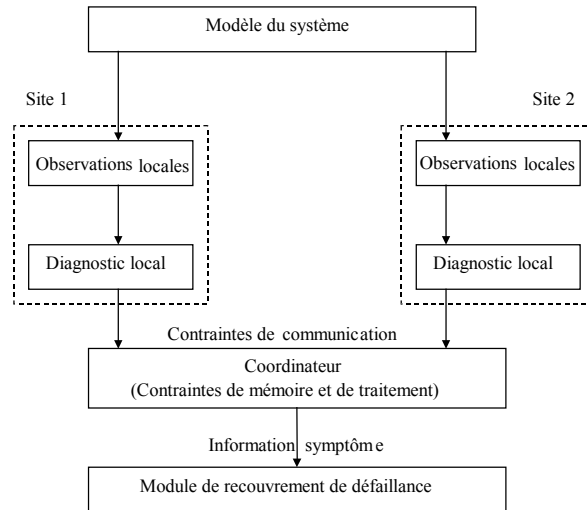 Modèle du système
Site 1
Site 2
Observations locales
Observations locales
Diagnostic local
Diagnostic local
Contraintes de communication
Coordinateur
(Contraintes de mémoire et de traitement)
Information symptôme
Module de recouvrement de défaillance